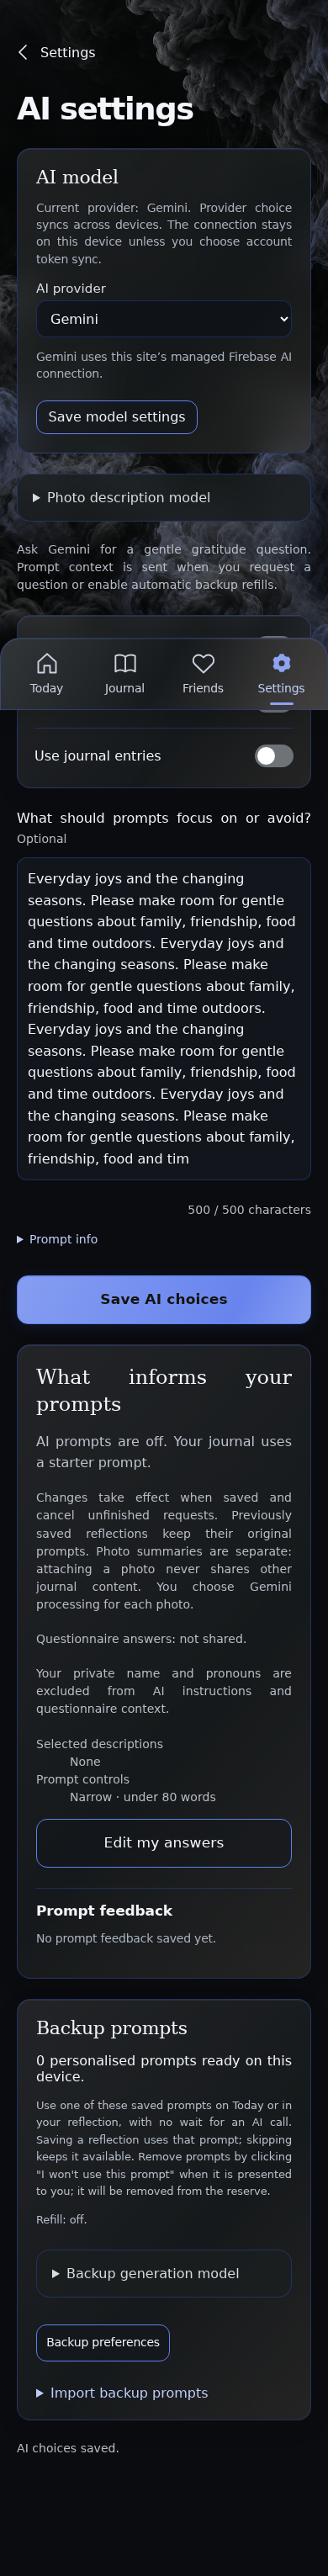 Settings
AI settings
AI model
Current provider: Gemini. Provider choice
syncs across devices. The connection stays
on this device unless you choose account
token sync.
AI provider
Gemini
Gemini uses this site’s managed Firebase AI
connection.
Save model settings
Photo description model
Ask Gemini for a gentle gratitude question.
Prompt context is sent when you request a
question or enable automatic backup refills.
Today
Journal
Friends
Settings
Use journal entries
What should prompts focus on or avoid?
Optional
Everyday joys and the changing
seasons. Please make room for gentle
questions about family, friendship, food
and time outdoors. Everyday joys and
the changing seasons. Please make
room for gentle questions about family,
friendship, food and time outdoors.
Everyday joys and the changing
seasons. Please make room for gentle
questions about family, friendship, food
and time outdoors. Everyday joys and
the changing seasons. Please make
room for gentle questions about family,
friendship, food and tim
500 / 500 characters
Prompt info
Save AI choices
What informs your
prompts
AI prompts are off. Your journal uses
a starter prompt.
Changes take effect when saved and
cancel unfinished requests. Previously
saved reflections keep their original
prompts. Photo summaries are separate:
attaching a photo never shares other
journal content. You choose Gemini
processing for each photo.
Questionnaire answers: not shared.
Your private name and pronouns are
excluded from AI instructions and
questionnaire context.
Selected descriptions
None
Prompt controls
Narrow · under 80 words
Edit my answers
Prompt feedback
No prompt feedback saved yet.
Backup prompts
0 personalised prompts ready on this
device.
Use one of these saved prompts on Today or in
your reflection, with no wait for an AI call.
Saving a reflection uses that prompt; skipping
keeps it available. Remove prompts by clicking
"I won't use this prompt" when it is presented
to you; it will be removed from the reserve.
Refill: off.
Backup generation model
Backup preferences
Import backup prompts
AI choices saved.